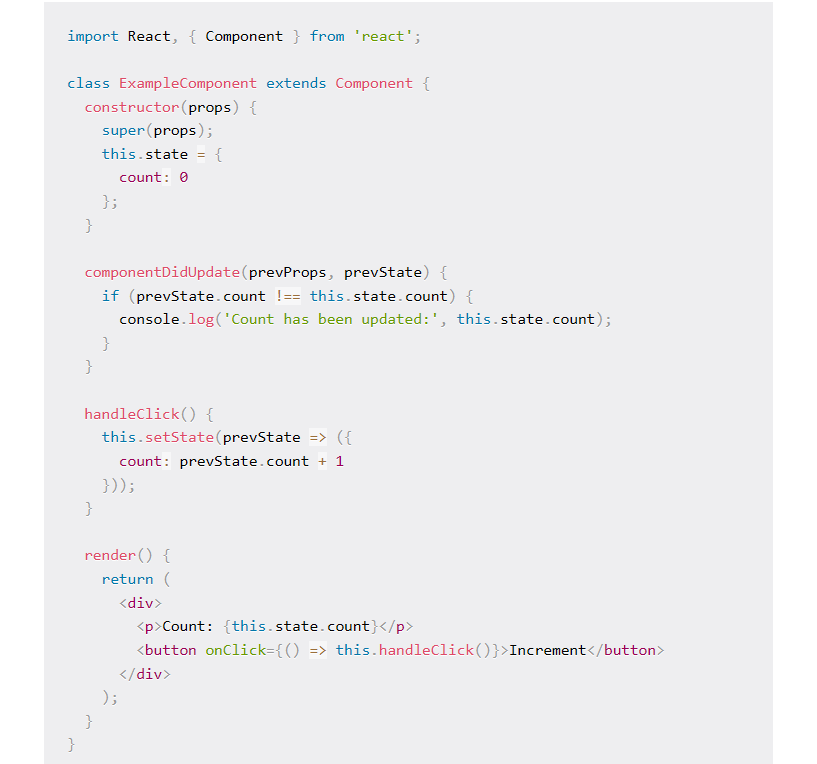 import React, { Component } from 'react';
class ExampleComponent extends Component {
constructor(props) {
super(props);
this.state = {
count: 0
};
}
componentDidUpdate(prevProps, prevState) {
if (prevState.count !== this.state.count) {
console.log('Count has been updated:', this.state.count);
}
}
handleClick() {
this.setState(prevState => ({
count: prevState.count + 1
}));
}
render() {
return (
<div>
<p>Count: {this.state.count}</p>
<button onClick={() => this.handleClick()}>Increment</button>
</div>
);
}
}